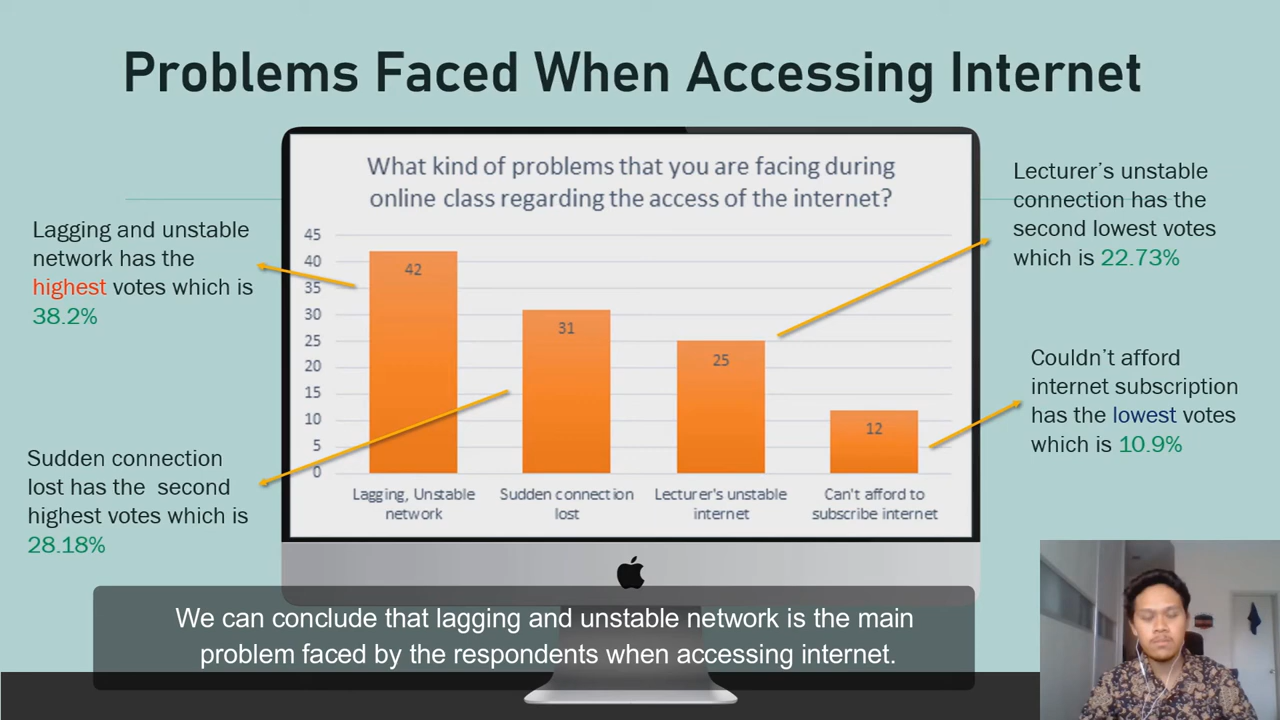 Problems Faced When Accessing Internet
Lagging and unstable
network has the
highest votes which is
38.2%
Sudden connection
lost has the second
highest votes which is
28.18%
What kind of problems that you are facing during
online class regarding the access of the internet?
45
40
35
30
25
20
15
10
5
0
42
31
25
12
Lagging, Unstable
network
Sudden connection
lost
Lecturer's unstable
internet
Can't afford to
subscribe internet
Lecturer's unstable
connection has the
second lowest votes
which is 22.73%
Couldn't afford
internet subscription
has the lowest votes
which is 10.9%
We can conclude that lagging and unstable network is the main
problem faced by the respondents when accessing internet.